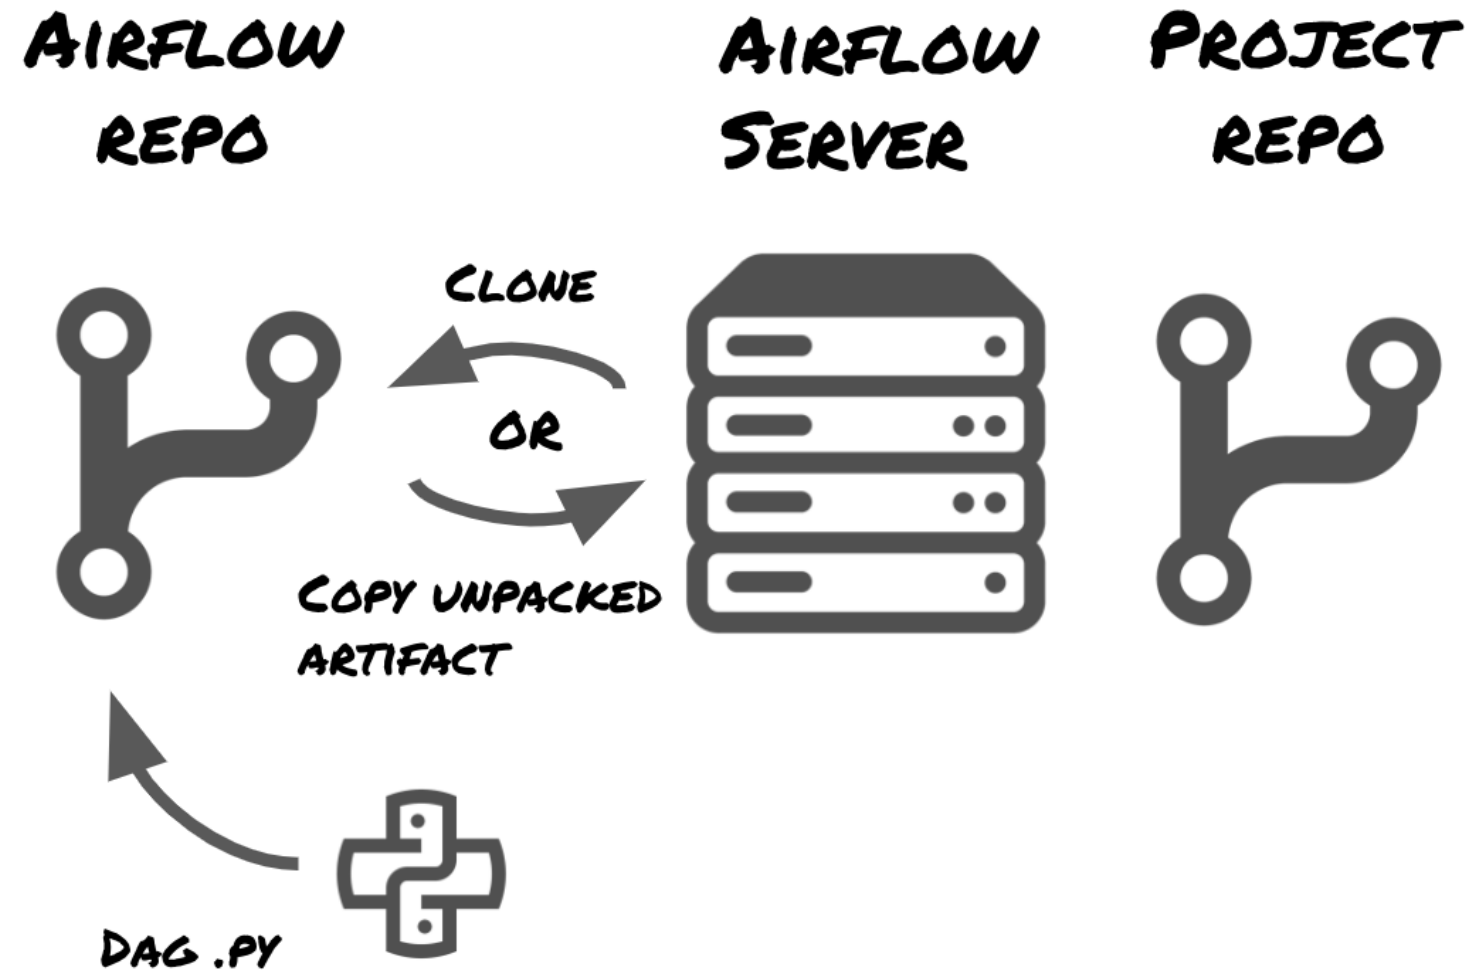 AIRFLOW
REPO
AIRFLOW
SERVER
PROJECT
REPO
CLONE
OR
COPY UNPACKED
ARTIFACT
DAG .PY